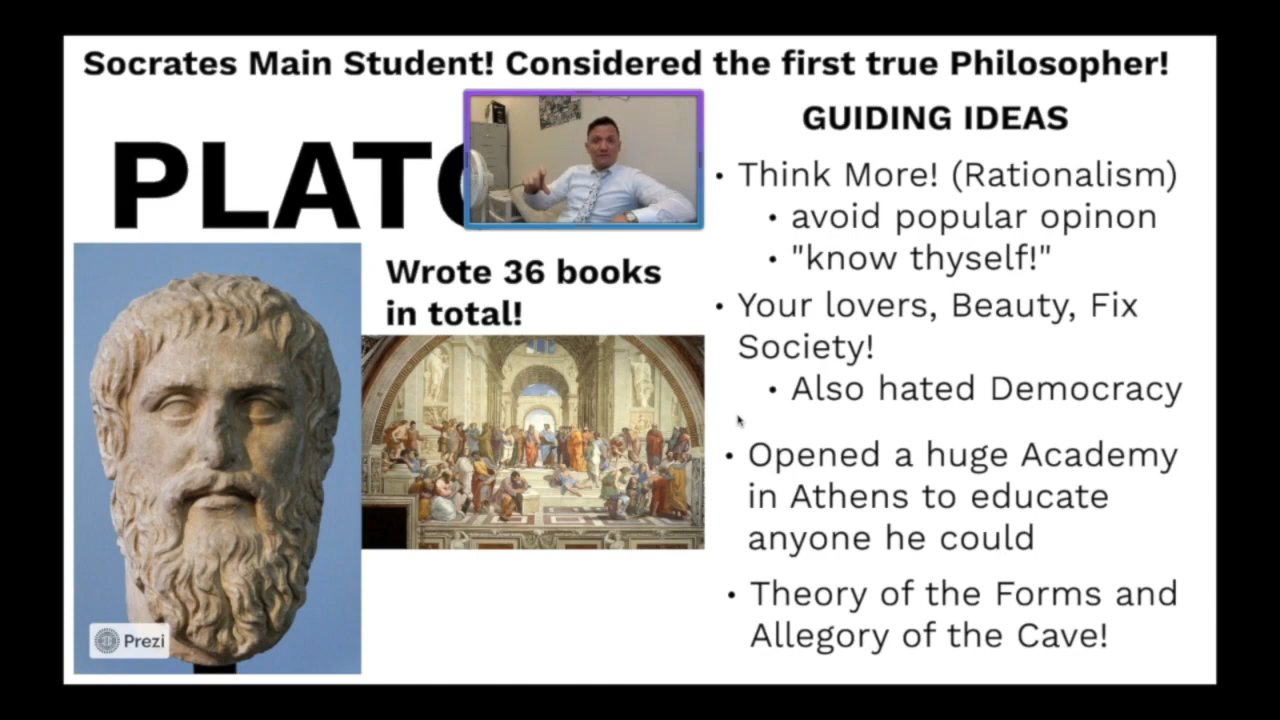 Socrates Main Student! Considered the first true Philosopher!
PLATO
Wrote 36 books
in total!
Prezi
GUIDING IDEAS
• Think More! (Rationalism)
• avoid popular opinon
• "know thyself!"
• Your lovers, Beauty, Fix
Society!
• Also hated Democracy
• Opened a huge Academy
in Athens to educate
anyone he could
• Theory of the Forms and
Allegory of the Cave!